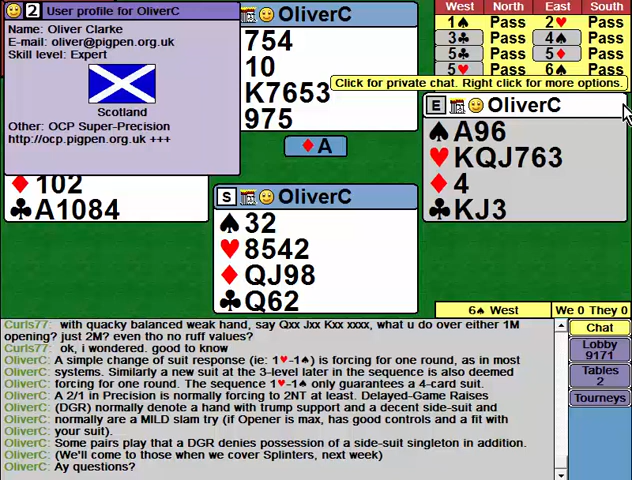 2 User profile for OliverC
Name: Oliver Clarke
E-mail: oliver@pigpen.org.uk
Skill level: Expert
Scotland
Other: OCP Super-Precision
http://ocp.pigpen.org.uk +++
OliverC
754
10
K7653
975
West North East South
1♠ Pass 2♥ Pass
3♣ Pass 4♠ Pass
5♣ Pass 5♦ Pass
5♥ Pass 6♠ Pass
Click for private chat. Right click for more options.
E OliverC
♠ A96
♥ KQJ763
♦ 4
♣ KJ3
♦A
♦ 102
♣ A1084
S OliverC
♠ 32
♥ 8542
♦ QJ98
♣ Q62
6♠ West We 0 They 0
Curls77: with quacky balanced weak hand, say Qxx Jxx Kxx xxxx, what u do over either 1M
opening? just 2M? even tho no ruff values?
Curls77: ok, i wondered. good to know
OliverC: A simple change of suit response (ie: 1♥-1♠) is forcing for one round, as in most
OliverC: systems. Similarly a new suit at the 3-level later in the sequence is also deemed
OliverC: forcing for one round. The sequence 1♥-1♠ only guarantees a 4-card suit.
OliverC: A 2/1 in Precision is normally forcing to 2NT at least. Delayed-Game Raises
OliverC: (DGR) normally denote a hand with trump support and a decent side-suit and
OliverC: normally are a MILD slam try (if Opener is max, has good controls and a fit with
OliverC: your suit).
OliverC: Some pairs play that a DGR denies possession of a side-suit singleton in addition.
OliverC: (We'll come to those when we cover Splinters, next week)
OliverC: Ay questions?
Chat
Lobby
9171
Tables
2
Tourneys